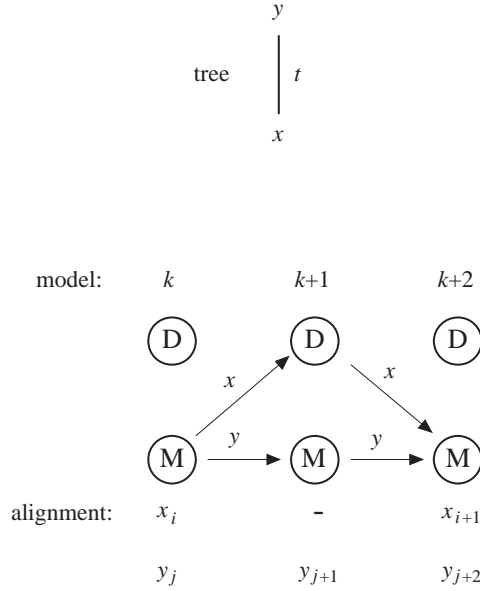 y
tree t
x
model: k k+1 k+2
D D D
x x
y y
M M M
alignment: x_i - x_{i+1}
y_j y_{j+1} y_{j+2}